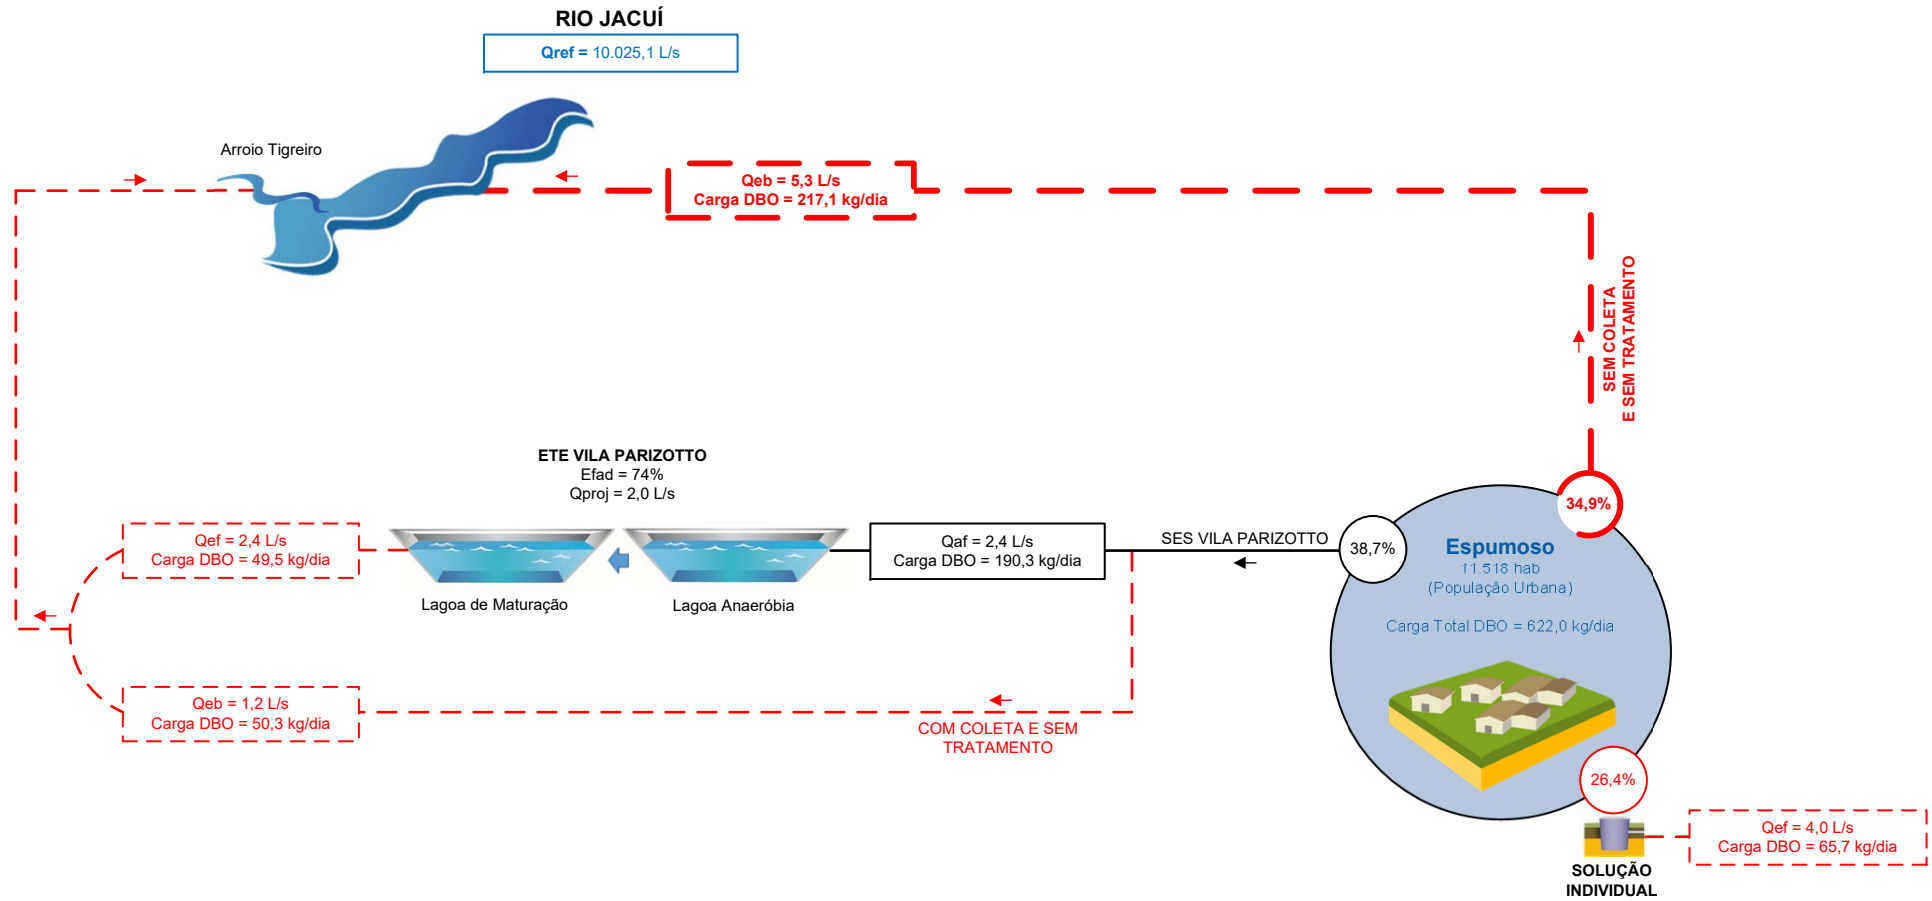 RIO JACUÍ
Qref = 10.025,1 L/s
Arroio Tigreiro
Qeb = 5,3 L/s
Carga DBO = 217,1 kg/dia
SEM COLETA
E SEM TRATAMENTO
ETE VILA PARIZOTTO
Efad = 74%
Qproj = 2,0 L/s
Qef = 2,4 L/s
Carga DBO = 49,5 kg/dia
Lagoa de Maturação
Lagoa Anaeróbia
Qaf = 2,4 L/s
Carga DBO = 190,3 kg/dia
SES VILA PARIZOTTO
38,7%
34,9%
Espumoso
11.518 hab
(População Urbana)
Carga Total DBO = 622,0 kg/dia
Qeb = 1,2 L/s
Carga DBO = 50,3 kg/dia
COM COLETA E SEM
TRATAMENTO
26,4%
Qef = 4,0 L/s
Carga DBO = 65,7 kg/dia
SOLUÇÃO
INDIVIDUAL